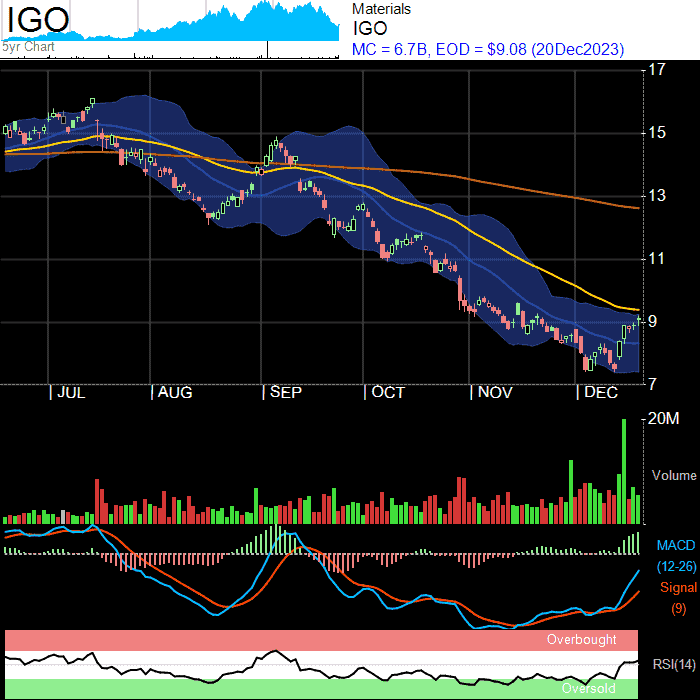 IGO
5yr Chart
Materials
IGO
MC = 6.7B, EOD = $9.08 (20Dec2023)
17
15
13
11
9
7
| JUL | AUG | SEP | OCT | NOV | DEC
20M
Volume
MACD
(12-26)
Signal
(9)
Overbought
RSI(14)
Oversold